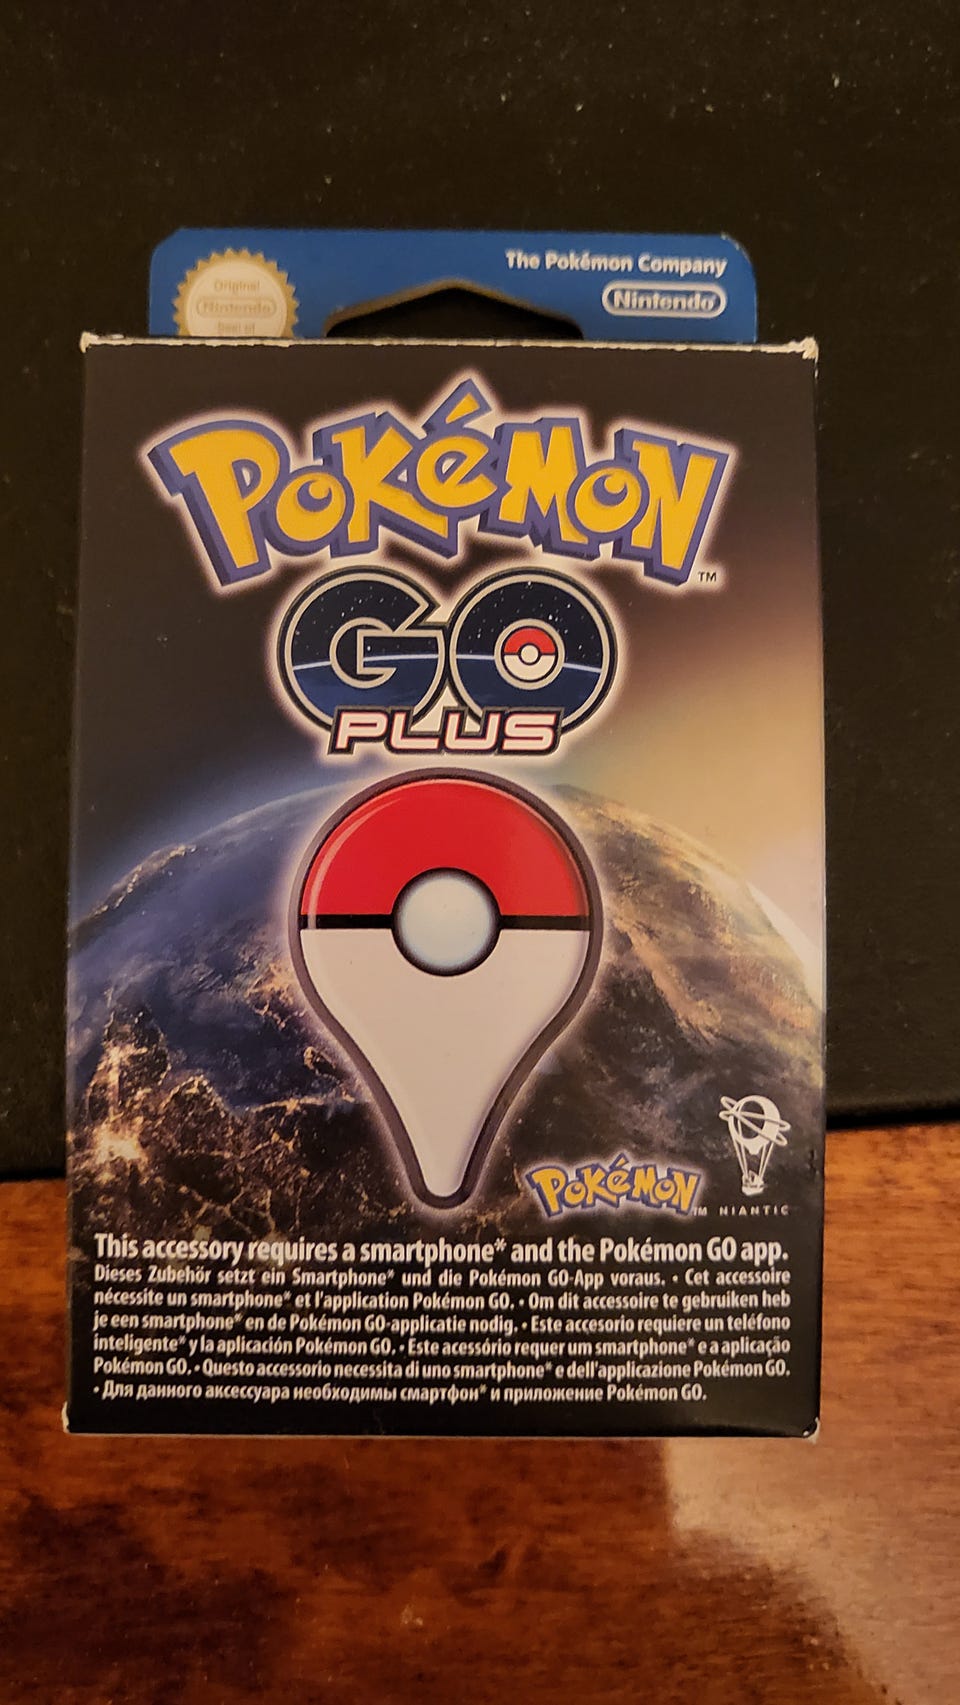 The Pokémon Company
Original
Nintendo
Nintendo
Seal of
POKÉMON
TM
GO
PLUS
POKÉMON
TM NIANTIC
This accessory requires a smartphone* and the Pokémon GO app.
Dieses Zubehör setzt ein Smartphone* und die Pokémon GO-App voraus. • Cet accessoire
nécessite un smartphone* et l'application Pokémon GO. • Om dit accessoire te gebruiken heb
je een smartphone* en de Pokémon GO-applicatie nodig. • Este accesorio requiere un teléfono
inteligente* y la aplicación Pokémon GO. • Este acessório requer um smartphone* e a aplicação
Pokémon GO. • Questo accessorio necessita di uno smartphone* e dell'applicazione Pokémon GO.
• Для данного аксессуара необходимы смартфон* и приложение Pokémon GO.